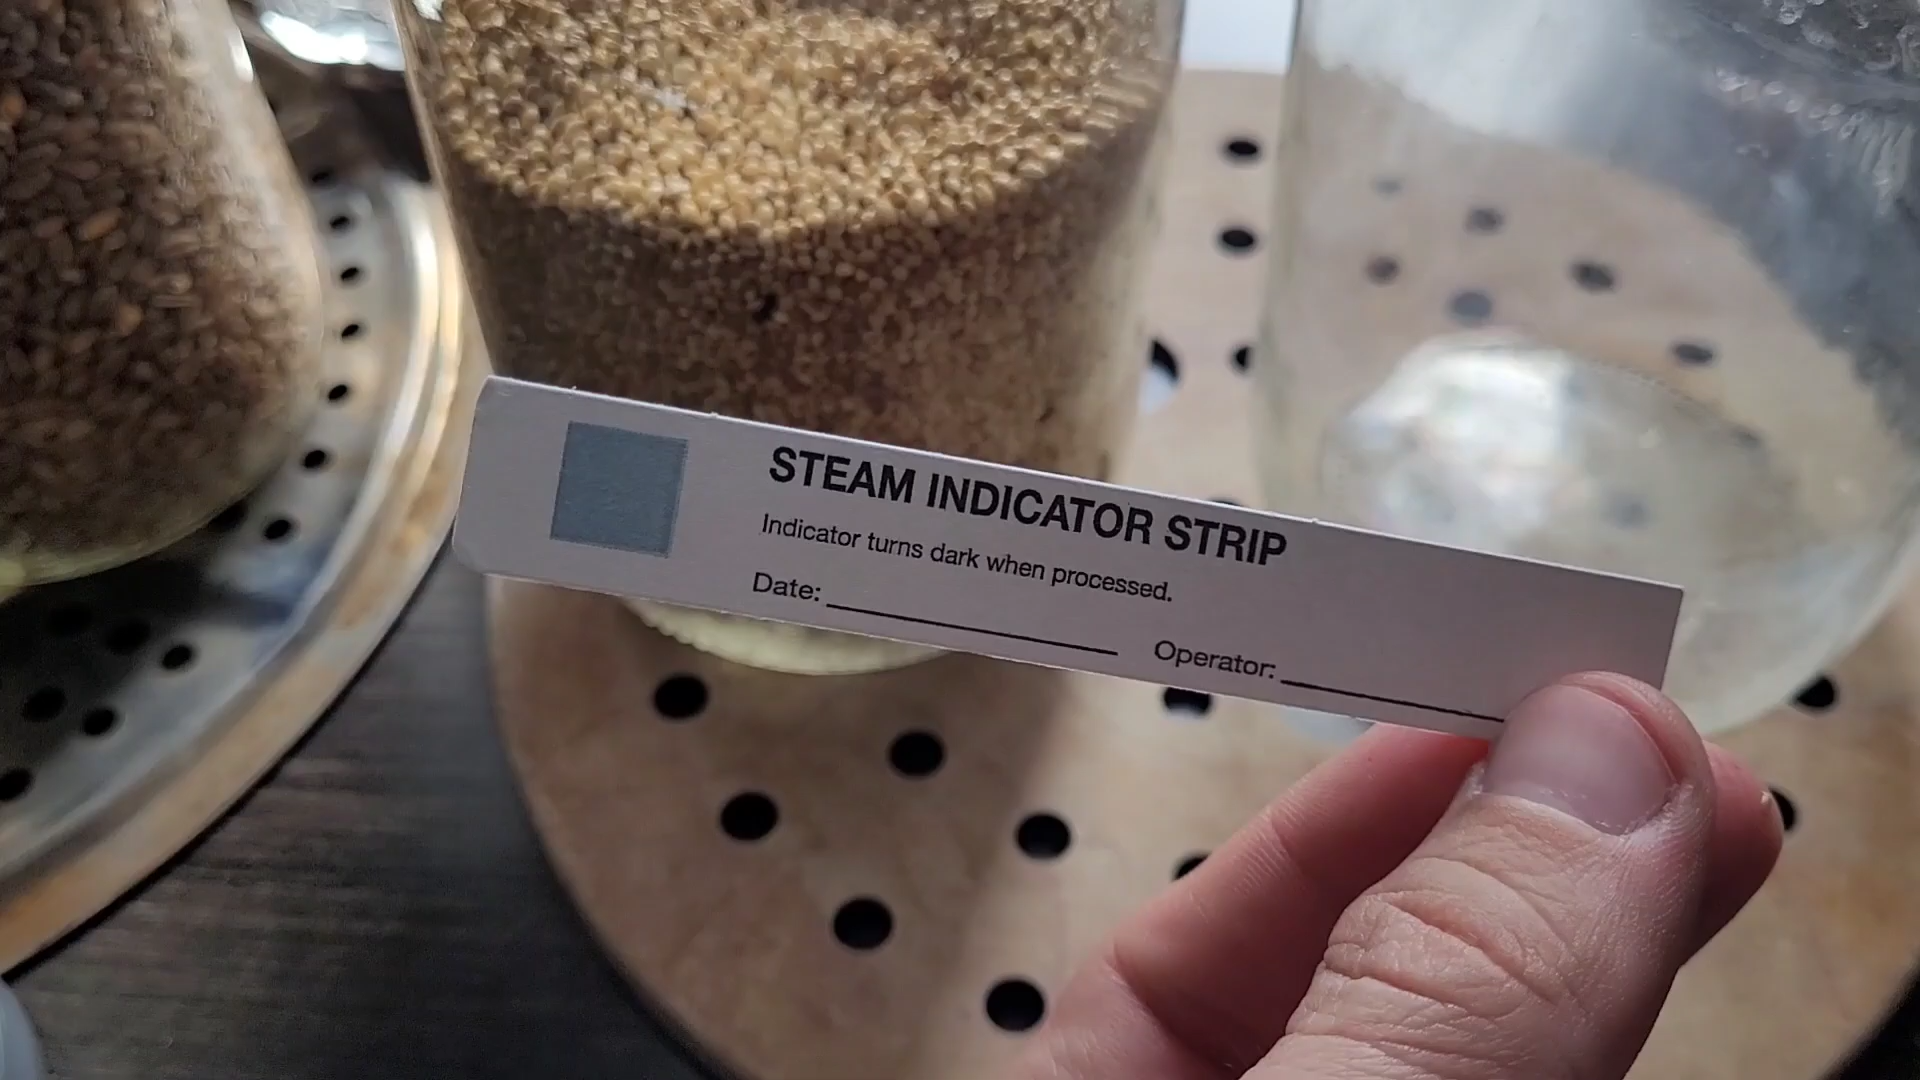 STEAM INDICATOR STRIP
Indicator turns dark when processed.
Date: Operator: